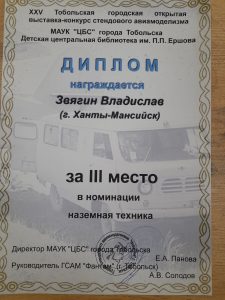 XXV Тобольская городская открытая
выставка-конкурс стендового авиамоделизма
МАУК "ЦБС" города Тобольска
Детская центральная библиотека им. П.П. Ершова
ДИПЛОМ
награждается
Звягин Владислав
(г. Ханты-Мансийск)
за III место
в номинации
наземная техника
Директор МАУК "ЦБС" города Тобольска
Е.А. Панова
Руководитель ГСАМ "Фантом" (г. Тобольск)
А.В. Солодов